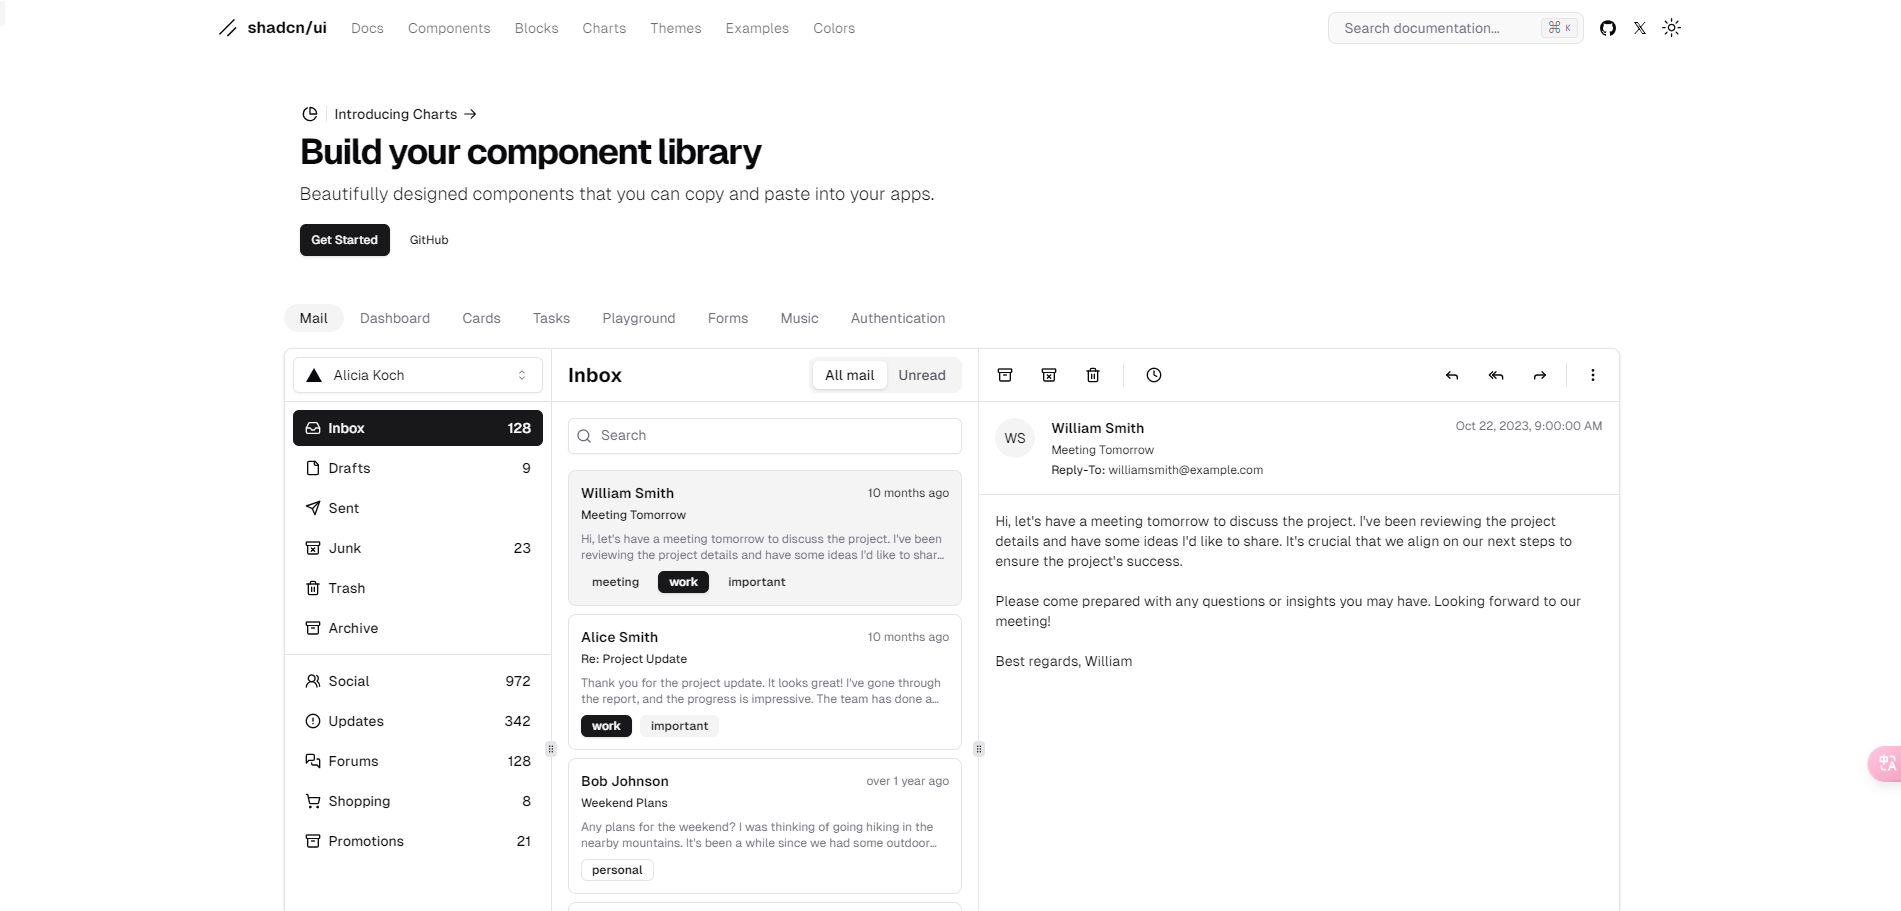 shadcn/ui Docs Components Blocks Charts Themes Examples Colors
Search documentation... ⌘ K
Introducing Charts
Build your component library
Beautifully designed components that you can copy and paste into your apps.
Get Started GitHub
Mail Dashboard Cards Tasks Playground Forms Music Authentication
Alicia Koch
Inbox 128
Drafts 9
Sent
Junk 23
Trash
Archive
Social 972
Updates 342
Forums 128
Shopping 8
Promotions 21
Inbox
All mail Unread
Search
William Smith 10 months ago
Meeting Tomorrow
Hi, let's have a meeting tomorrow to discuss the project. I've been
reviewing the project details and have some ideas I'd like to shar...
meeting work important
Alice Smith 10 months ago
Re: Project Update
Thank you for the project update. It looks great! I've gone through
the report, and the progress is impressive. The team has done a...
work important
Bob Johnson over 1 year ago
Weekend Plans
Any plans for the weekend? I was thinking of going hiking in the
nearby mountains. It's been a while since we had some outdoor...
personal
WS
William Smith Oct 22, 2023, 9:00:00 AM
Meeting Tomorrow
Reply-To: williamsmith@example.com
Hi, let's have a meeting tomorrow to discuss the project. I've been reviewing the project
details and have some ideas I'd like to share. It's crucial that we align on our next steps to
ensure the project's success.
Please come prepared with any questions or insights you may have. Looking forward to our
meeting!
Best regards, William
中
A